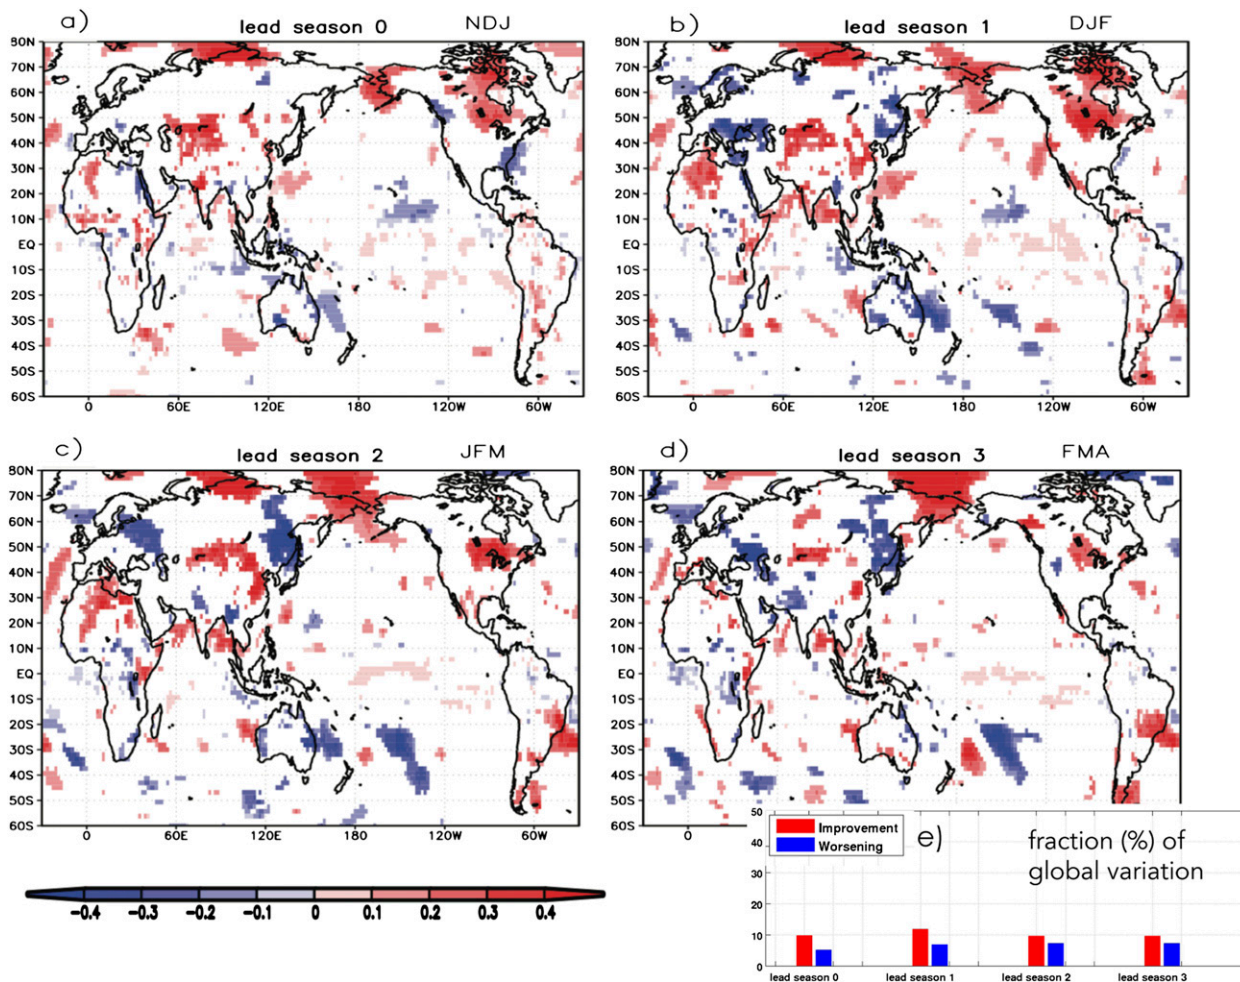 a) lead season 0 NDJ
80N
70N
60N
50N
40N
30N
20N
10N
EQ
10S
20S
30S
40S
50S
60S
0 60E 120E 180 120W 60W
b) lead season 1 DJF
80N
70N
60N
50N
40N
30N
20N
10N
EQ
10S
20S
30S
40S
50S
60S
0 60E 120E 180 120W 60W
c) lead season 2 JFM
80N
70N
60N
50N
40N
30N
20N
10N
EQ
10S
20S
30S
40S
50S
60S
0 60E 120E 180 120W 60W
d) lead season 3 FMA
80N
70N
60N
50N
40N
30N
20N
10N
EQ
10S
20S
30S
40S
50S
60S
0
-0.4 -0.3 -0.2 -0.1 0 0.1 0.2 0.3 0.4
e) fraction (%) of
global variation
Improvement
Worsening
50
40
30
20
10
0
lead season 0 lead season 1 lead season 2 lead season 3